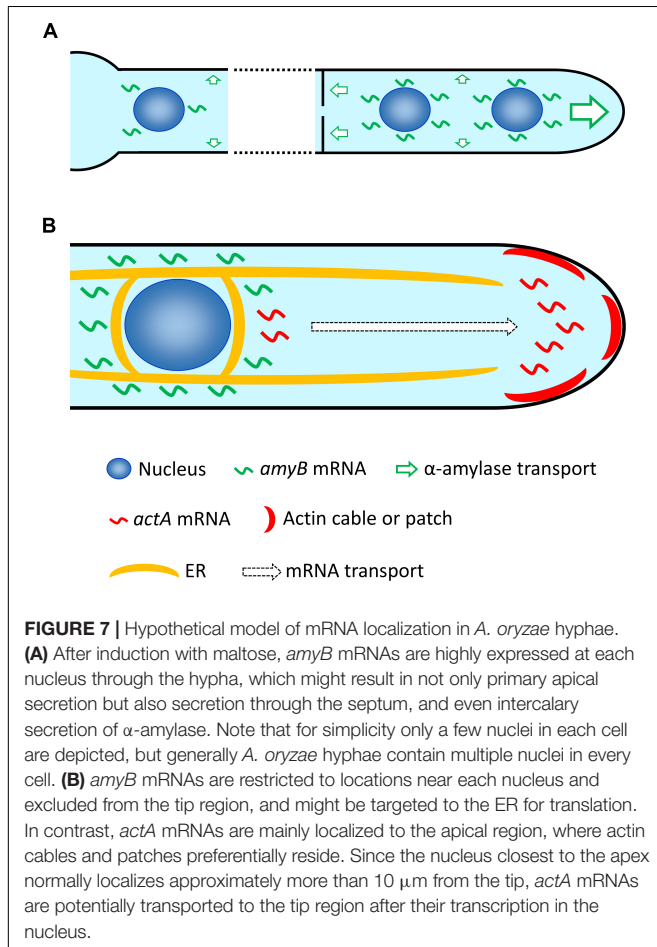 A
B
Nucleus amyB mRNA α-amylase transport
actA mRNA Actin cable or patch
ER mRNA transport
FIGURE 7 | Hypothetical model of mRNA localization in A. oryzae hyphae.
(A) After induction with maltose, amyB mRNAs are highly expressed at each
nucleus through the hypha, which might result in not only primary apical
secretion but also secretion through the septum, and even intercalary
secretion of α-amylase. Note that for simplicity only a few nuclei in each cell
are depicted, but generally A. oryzae hyphae contain multiple nuclei in every
cell. (B) amyB mRNAs are restricted to locations near each nucleus and
excluded from the tip region, and might be targeted to the ER for translation.
In contrast, actA mRNAs are mainly localized to the apical region, where actin
cables and patches preferentially reside. Since the nucleus closest to the apex
normally localizes approximately more than 10 μm from the tip, actA mRNAs
are potentially transported to the tip region after their transcription in the
nucleus.